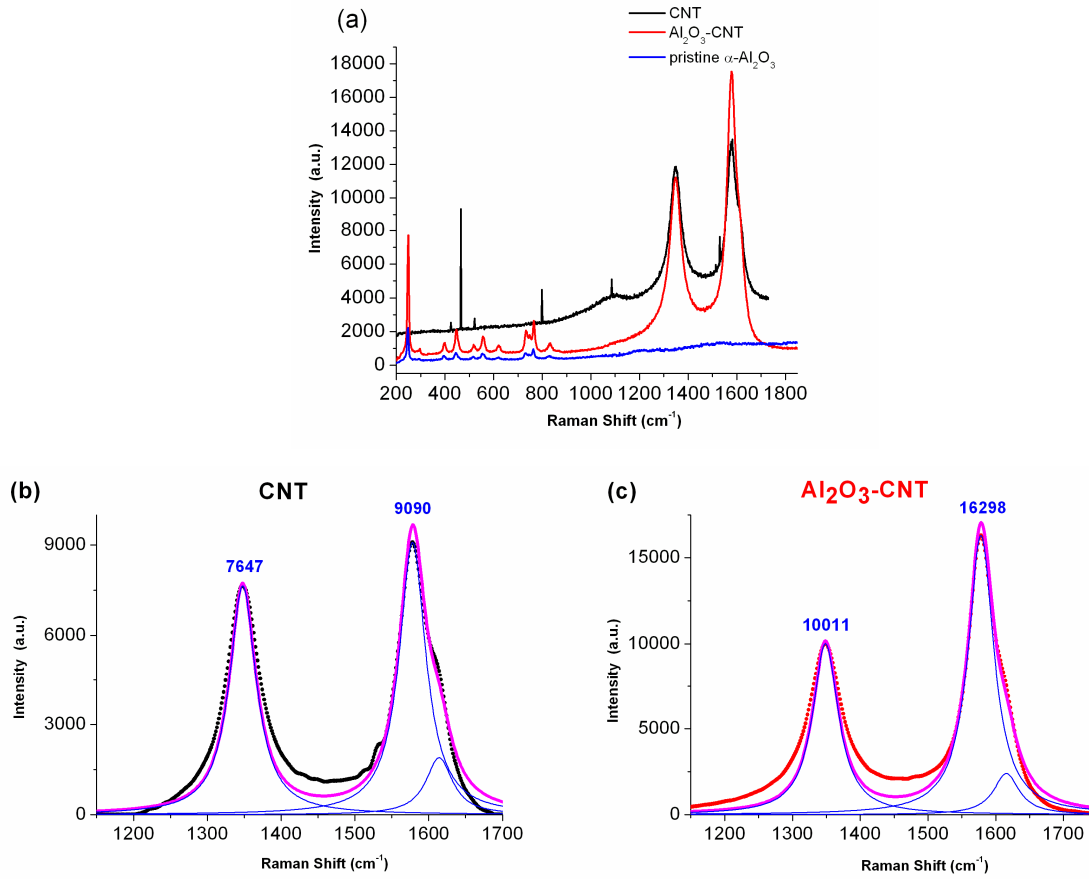 (a)
CNT
Al2O3-CNT
pristine α-Al2O3
18000
16000
14000
12000
10000
8000
6000
4000
2000
0
Intensity (a.u.)
200 400 600 800 1000 1200 1400 1600 1800
Raman Shift (cm-1)
(b) CNT
7647
9090
9000
6000
3000
0
Intensity (a.u.)
1200 1300 1400 1500 1600 1700
Raman Shift (cm-1)
(c) Al2O3-CNT
10011
16298
15000
10000
5000
0
Intensity (a.u.)
1200 1300 1400 1500 1600 1700
Raman Shift (cm-1)